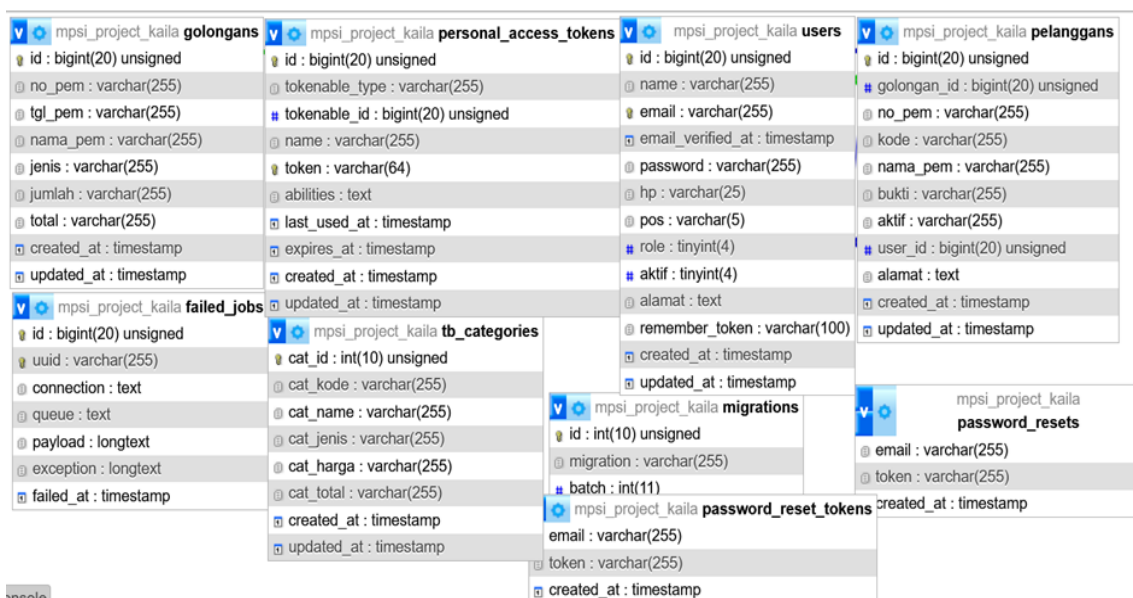 mpsi_project_kaila golongans
id : bigint(20) unsigned
no_pem : varchar(255)
tgl_pem : varchar(255)
nama_pem : varchar(255)
jenis : varchar(255)
jumlah : varchar(255)
total : varchar(255)
created_at : timestamp
updated_at : timestamp
mpsi_project_kaila personal_access_tokens
id : bigint(20) unsigned
tokenable_type : varchar(255)
tokenable_id : bigint(20) unsigned
name : varchar(255)
token : varchar(64)
abilities : text
last_used_at : timestamp
expires_at : timestamp
created_at : timestamp
updated_at : timestamp
mpsi_project_kaila users
id : bigint(20) unsigned
name : varchar(255)
email : varchar(255)
email_verified_at : timestamp
password : varchar(255)
hp : varchar(25)
pos : varchar(5)
role : tinyint(4)
aktif : tinyint(4)
alamat : text
remember_token : varchar(100)
created_at : timestamp
updated_at : timestamp
mpsi_project_kaila pelanggans
id : bigint(20) unsigned
golongan_id : bigint(20) unsigned
no_pem : varchar(255)
kode : varchar(255)
nama_pem : varchar(255)
bukti : varchar(255)
aktif : varchar(255)
user_id : bigint(20) unsigned
alamat : text
created_at : timestamp
updated_at : timestamp
mpsi_project_kaila failed_jobs
id : bigint(20) unsigned
uuid : varchar(255)
connection : text
queue : text
payload : longtext
exception : longtext
failed_at : timestamp
mpsi_project_kaila tb_categories
cat_id : int(10) unsigned
cat_kode : varchar(255)
cat_name : varchar(255)
cat_jenis : varchar(255)
cat_harga : varchar(255)
cat_total : varchar(255)
created_at : timestamp
updated_at : timestamp
mpsi_project_kaila migrations
id : int(10) unsigned
migration : varchar(255)
batch : int(11)
mpsi_project_kaila
password_resets
email : varchar(255)
token : varchar(255)
created_at : timestamp
mpsi_project_kaila password_reset_tokens
email : varchar(255)
token : varchar(255)
created_at : timestamp